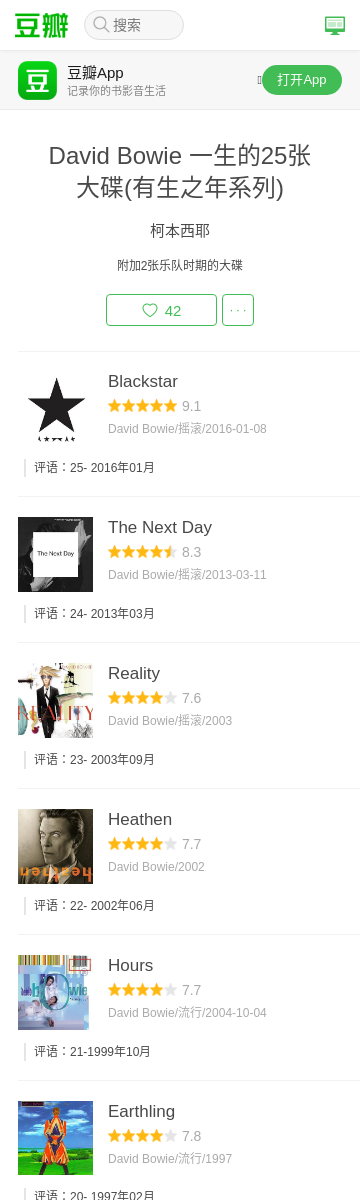 豆瓣
搜索
豆
豆瓣App
记录你的书影音生活
打开App
David Bowie 一生的25张
大碟(有生之年系列)
柯本西耶
附加2张乐队时期的大碟
42
···
Blackstar
9.1
David Bowie/摇滚/2016-01-08
评语：25- 2016年01月
The Next Day
The Next Day
8.3
David Bowie/摇滚/2013-03-11
评语：24- 2013年03月
REALITY
Reality
7.6
David Bowie/摇滚/2003
评语：23- 2003年09月
heathen
Heathen
7.7
David Bowie/2002
评语：22- 2002年06月
Hours
7.7
David Bowie/流行/2004-10-04
评语：21-1999年10月
Earthling
7.8
David Bowie/流行/1997
评语：20- 1997年02月